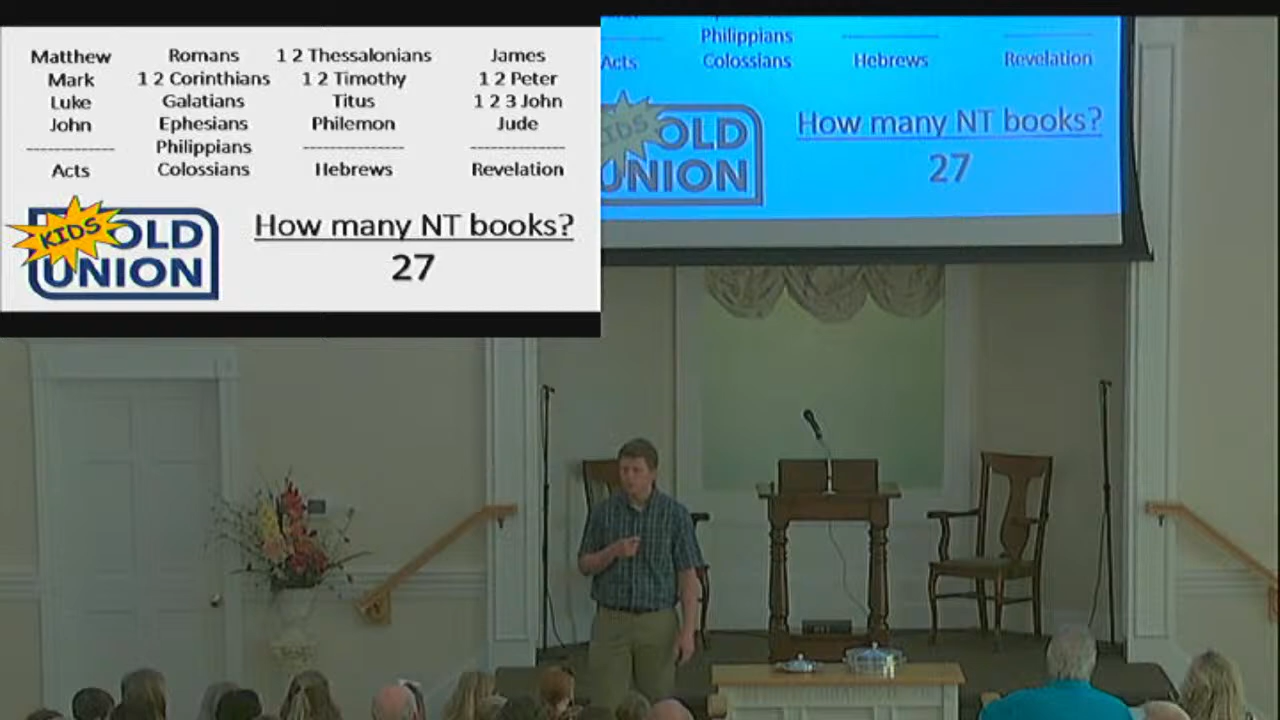 Matthew Romans 1 2 Thessalonians James
Mark 1 2 Corinthians 1 2 Timothy 1 2 Peter
Luke Galatians Titus 1 2 3 John
John Ephesians Philemon Jude
------------- Philippians --------------- --------------
Acts Colossians Hebrews Revelation
KIDS OLD
UNION
How many NT books?
27
Philippians
Acts Colossians Hebrews Revelation
KIDS OLD
UNION
How many NT books?
27